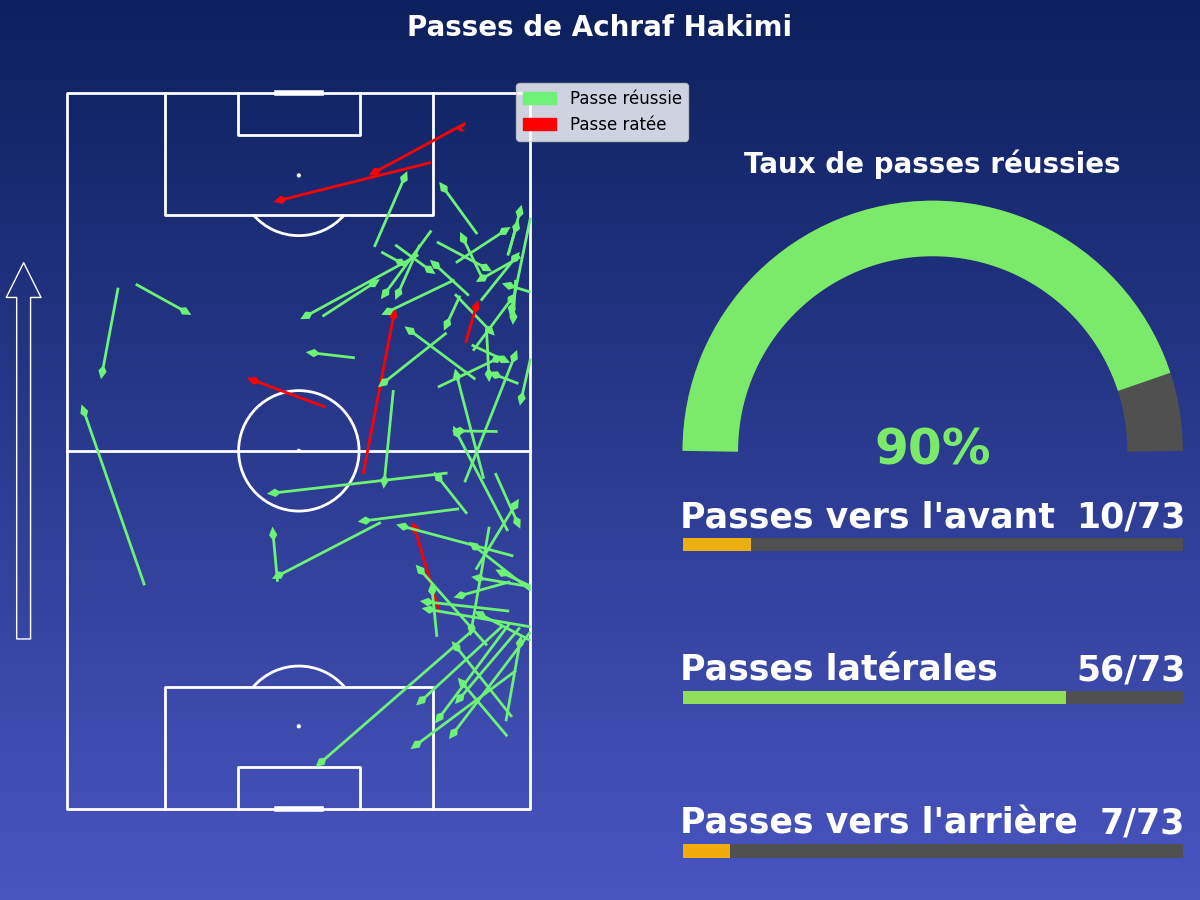 Passes de Achraf Hakimi
Passe réussie
Passe ratée
Taux de passes réussies
90%
Passes vers l'avant 10/73
Passes latérales 56/73
Passes vers l'arrière 7/73